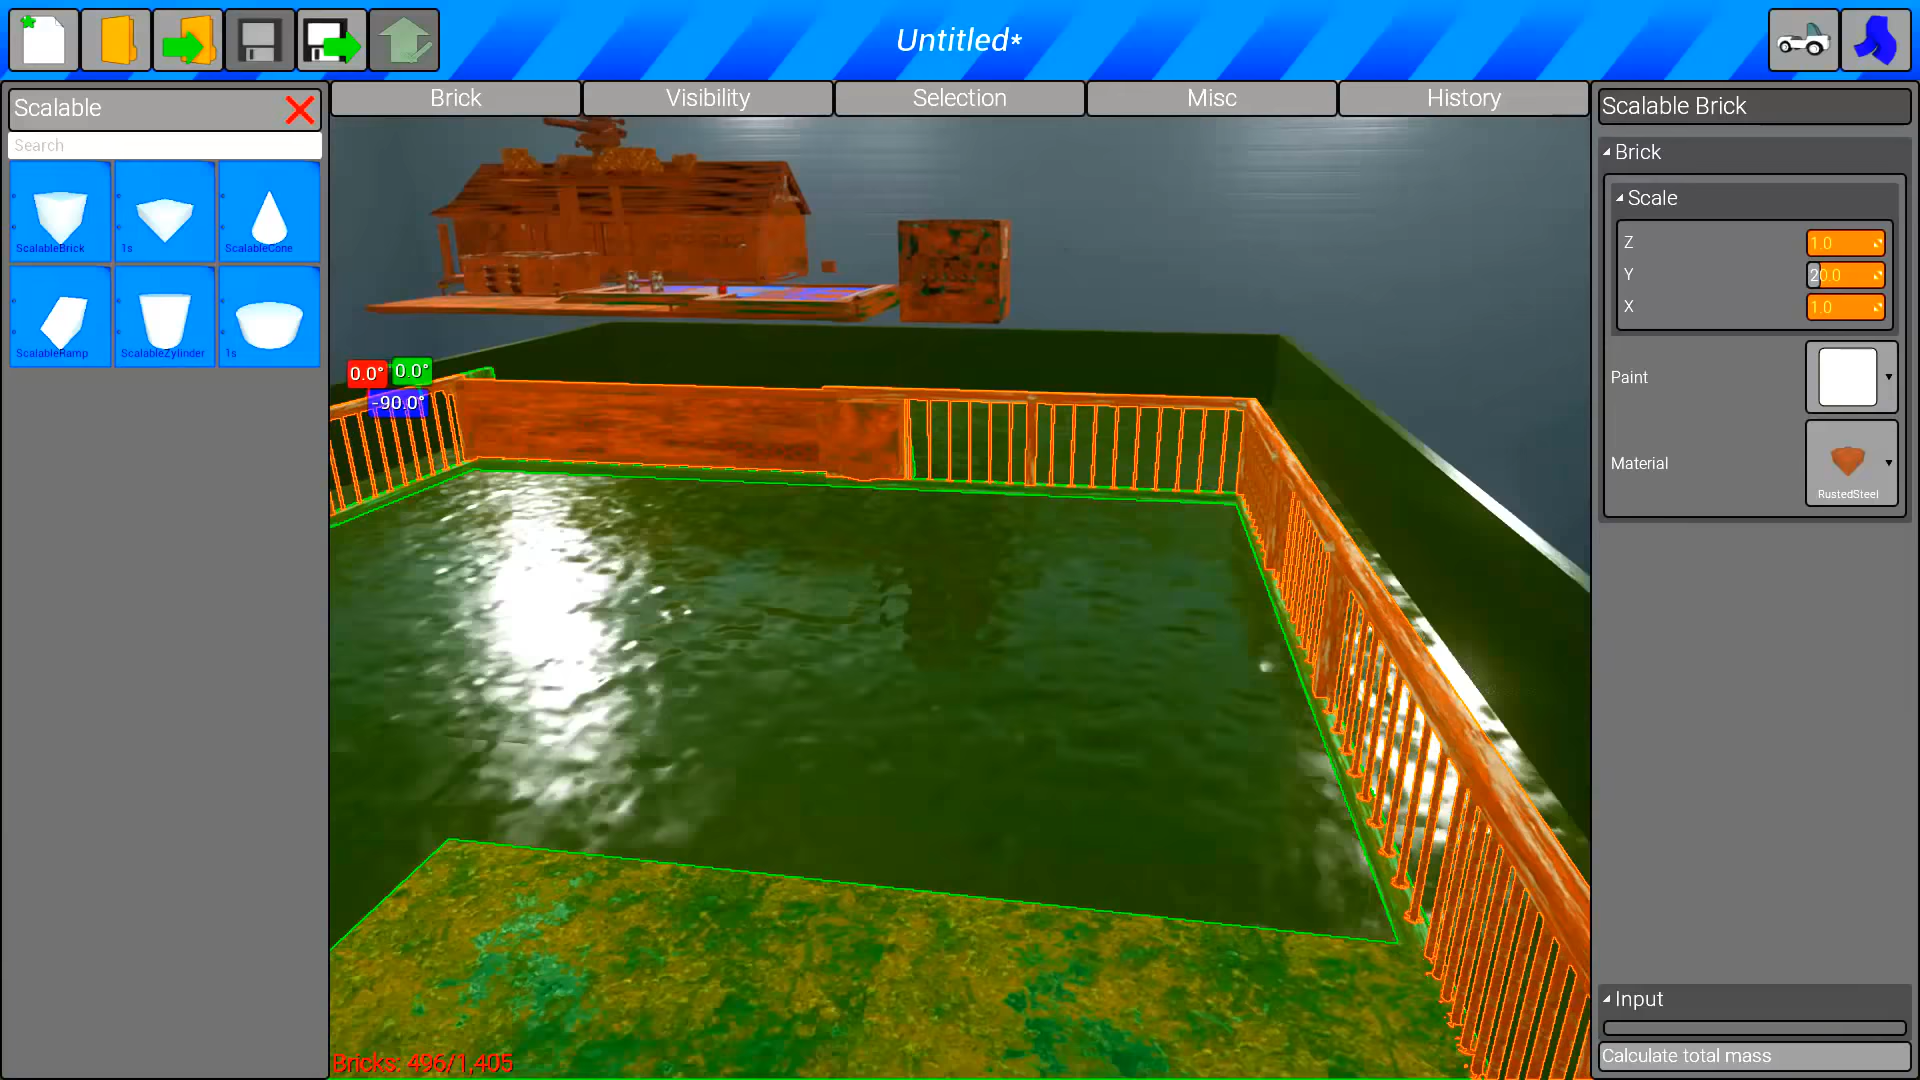 Untitled*
Scalable
Search
ScalableBrick
1s
ScalableCone
ScalableRamp
ScalableZylinder
1s
Brick
Visibility
Selection
Misc
History
0.0°
0.0°
-90.0°
Bricks: 496/1,405
Scalable Brick
Brick
Scale
Z
1.0
Y
20.0
X
1.0
Paint
Material
RustedSteel
Input
Calculate total mass